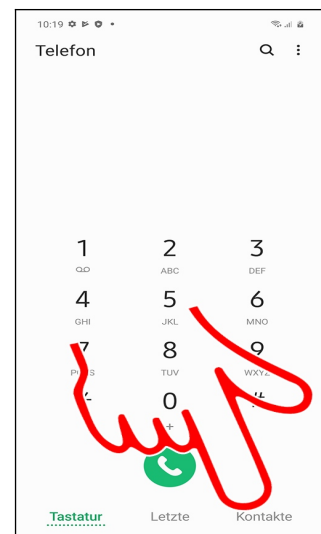 10:19
Telefon
1 2 3
ABC DEF
4 5 6
GHI JKL MNO
7 8 9
TUV WXYZ
0 #
+
Tastatur Letzte Kontakte